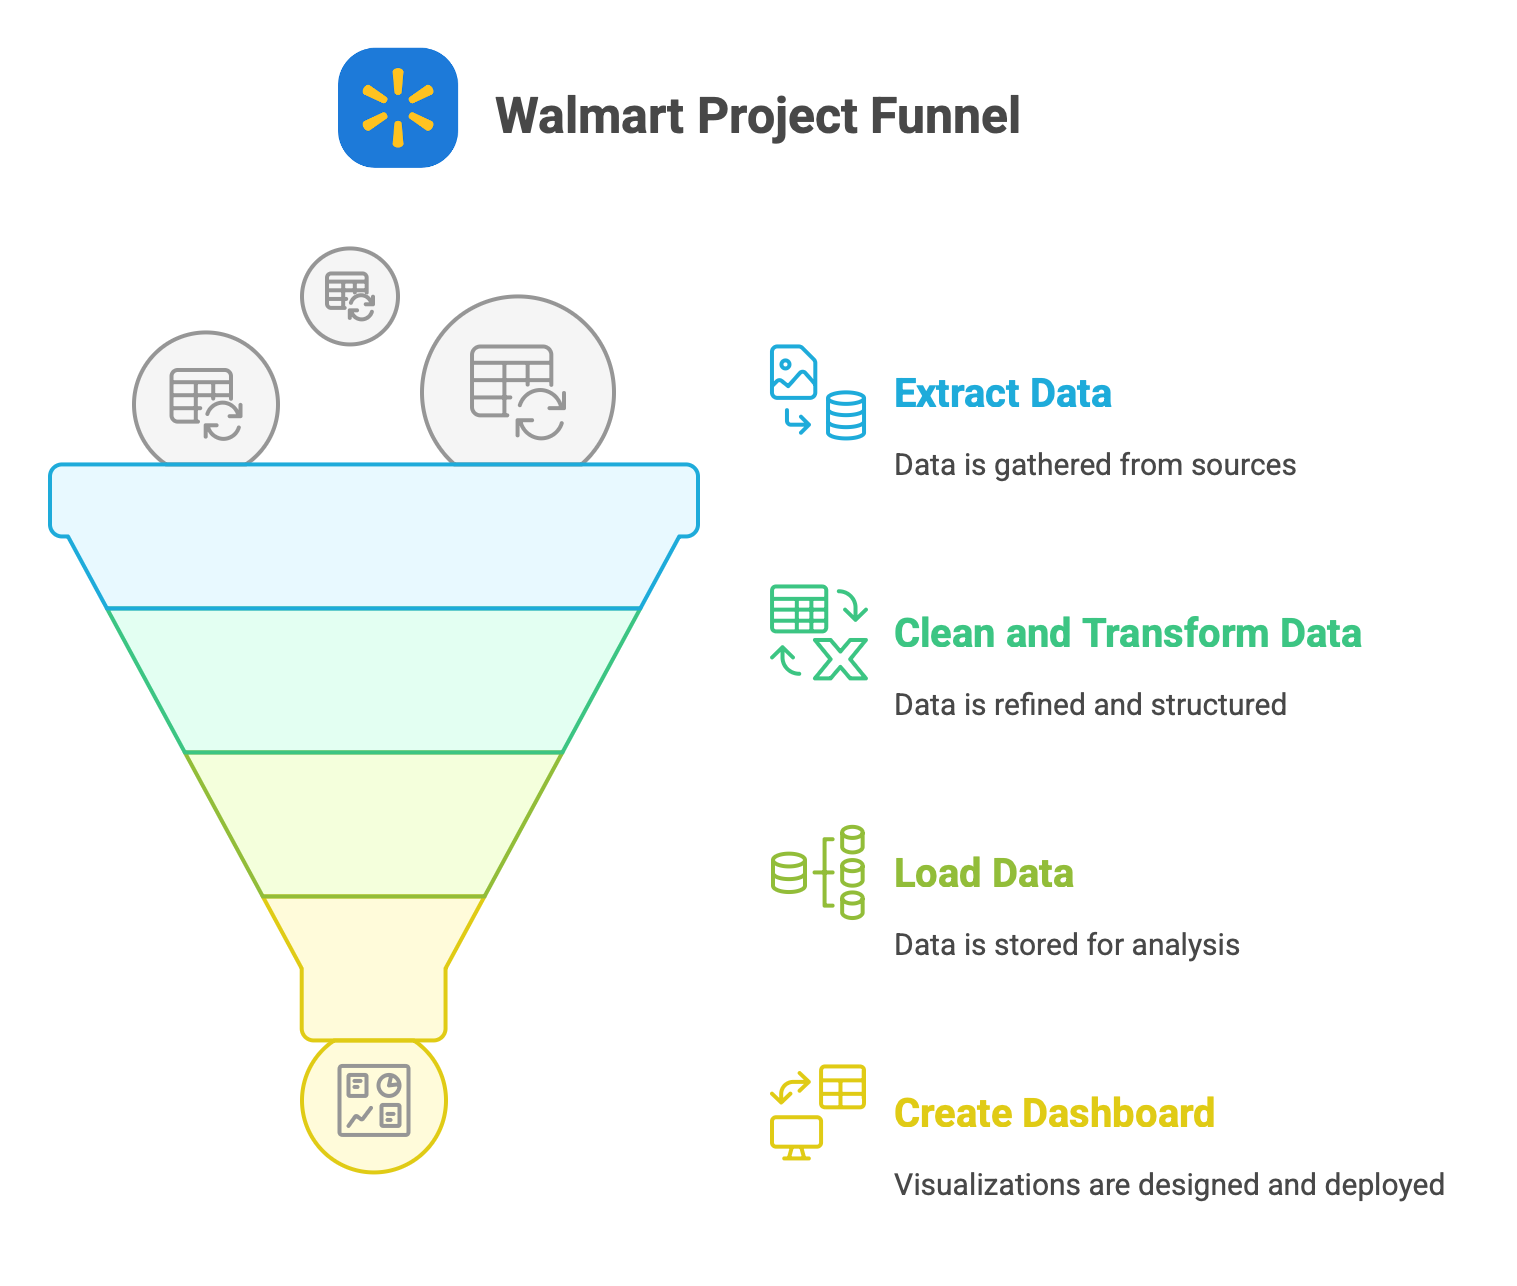 Walmart Project Funnel
Extract Data
Data is gathered from sources
Clean and Transform Data
Data is refined and structured
Load Data
Data is stored for analysis
Create Dashboard
Visualizations are designed and deployed